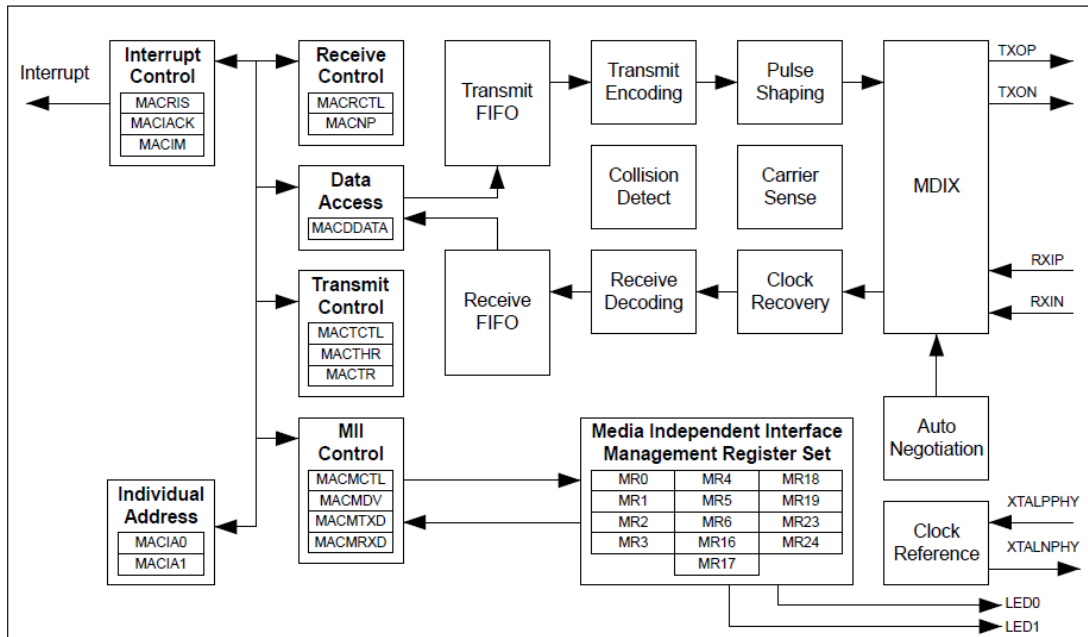 Interrupt
Interrupt
Control
MACRIS
MACIACK
MACIM
Receive
Control
MACRCTL
MACNP
Data
Access
MACDDATA
Transmit
Control
MACTCTL
MACTHR
MACTR
MII
Control
MACMCTL
MACMDV
MACMTXD
MACMRXD
Individual
Address
MACIA0
MACIA1
Transmit
FIFO
Transmit
Encoding
Pulse
Shaping
Collision
Detect
Carrier
Sense
Receive
FIFO
Receive
Decoding
Clock
Recovery
MDIX
TXOP
TXON
RXIP
RXIN
Auto
Negotiation
Media Independent Interface
Management Register Set
MR0 MR4 MR18
MR1 MR5 MR19
MR2 MR6 MR23
MR3 MR16 MR24
MR17
Clock
Reference
XTALPPHY
XTALNPHY
LED0
LED1